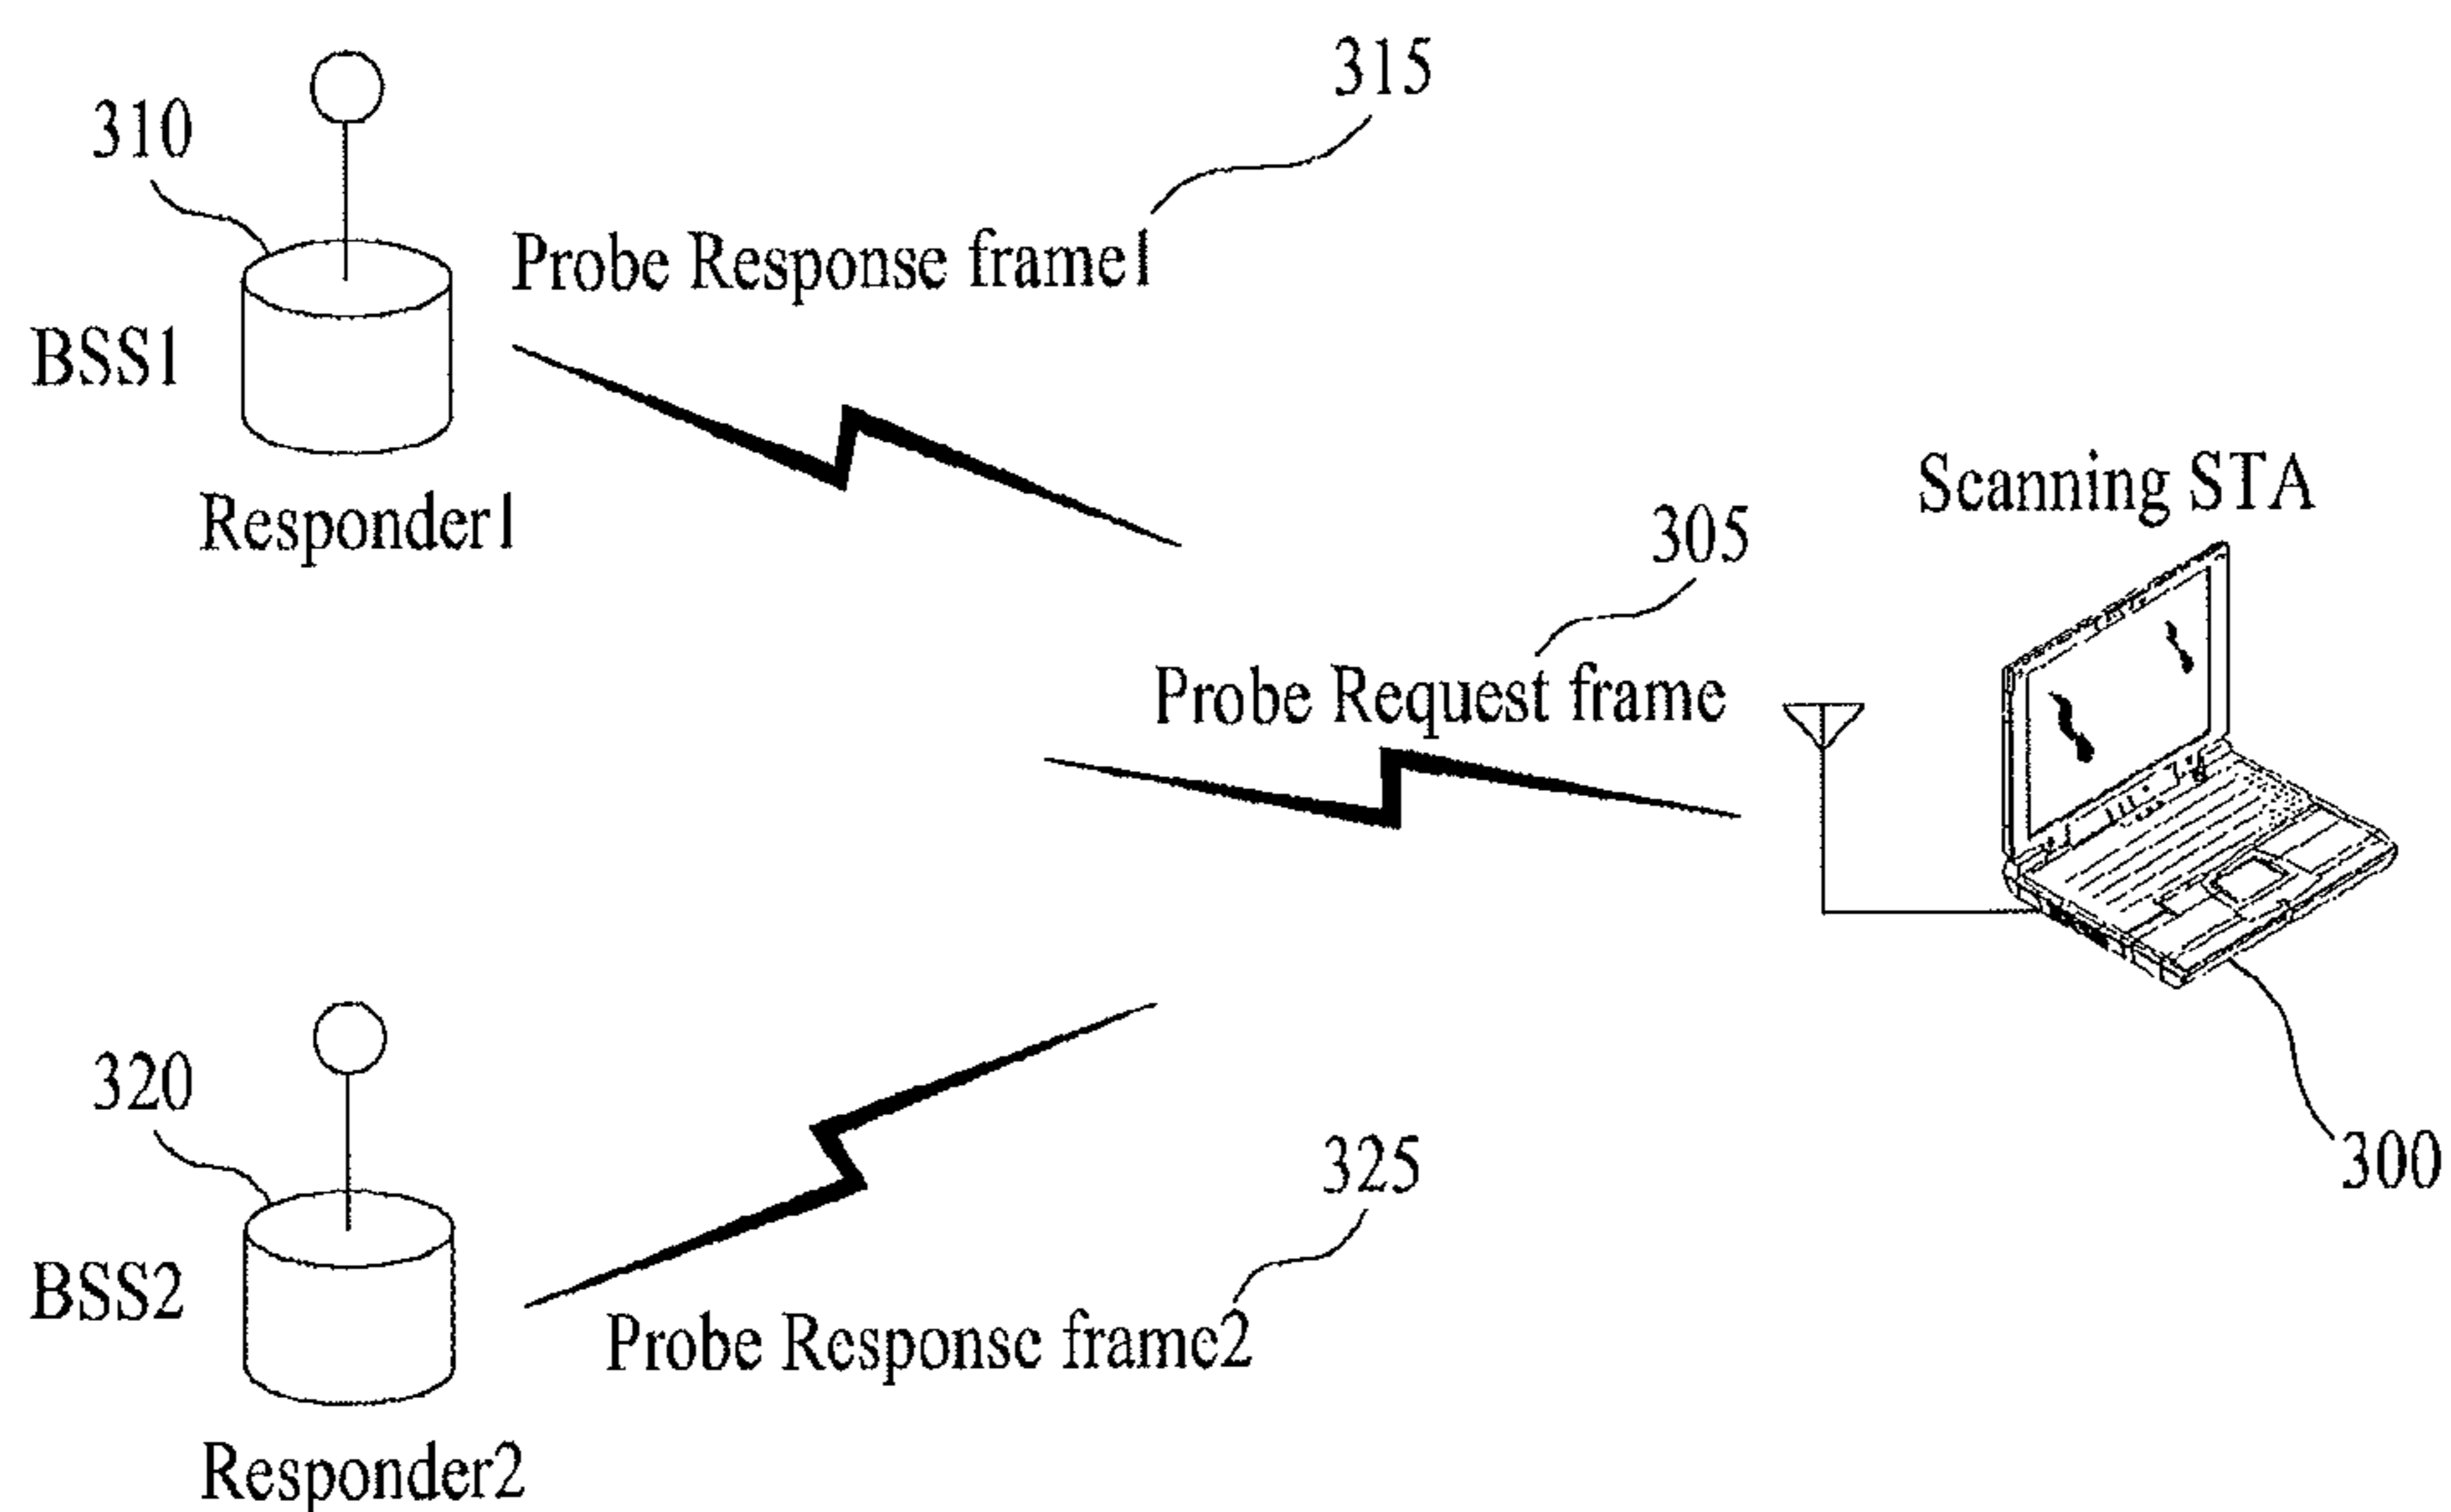 315
310
Probe Response frame1
BSS1
Scanning STA
Responder1
305
Probe Request frame
320
325
300
BSS2
Probe Response frame2
Responder2